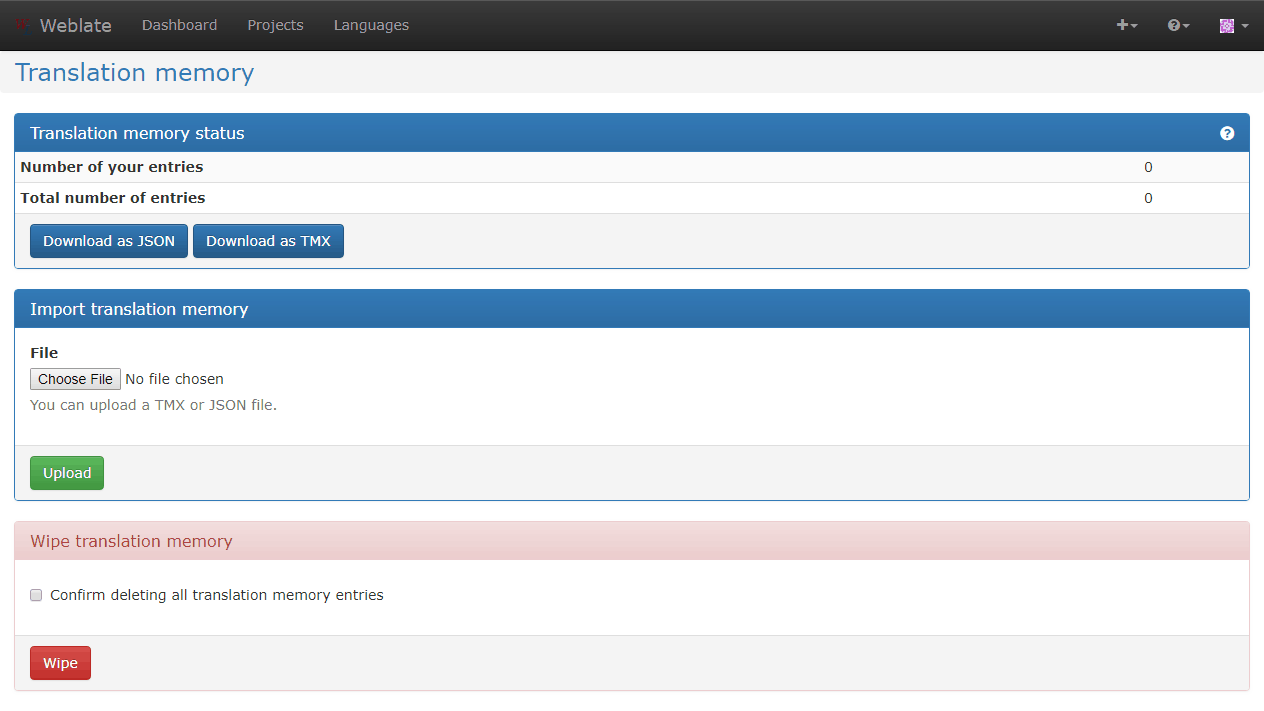 Weblate Dashboard Projects Languages
Translation memory
Translation memory status
Number of your entries 0
Total number of entries 0
Download as JSON Download as TMX
Import translation memory
File
Choose File No file chosen
You can upload a TMX or JSON file.
Upload
Wipe translation memory
Confirm deleting all translation memory entries
Wipe